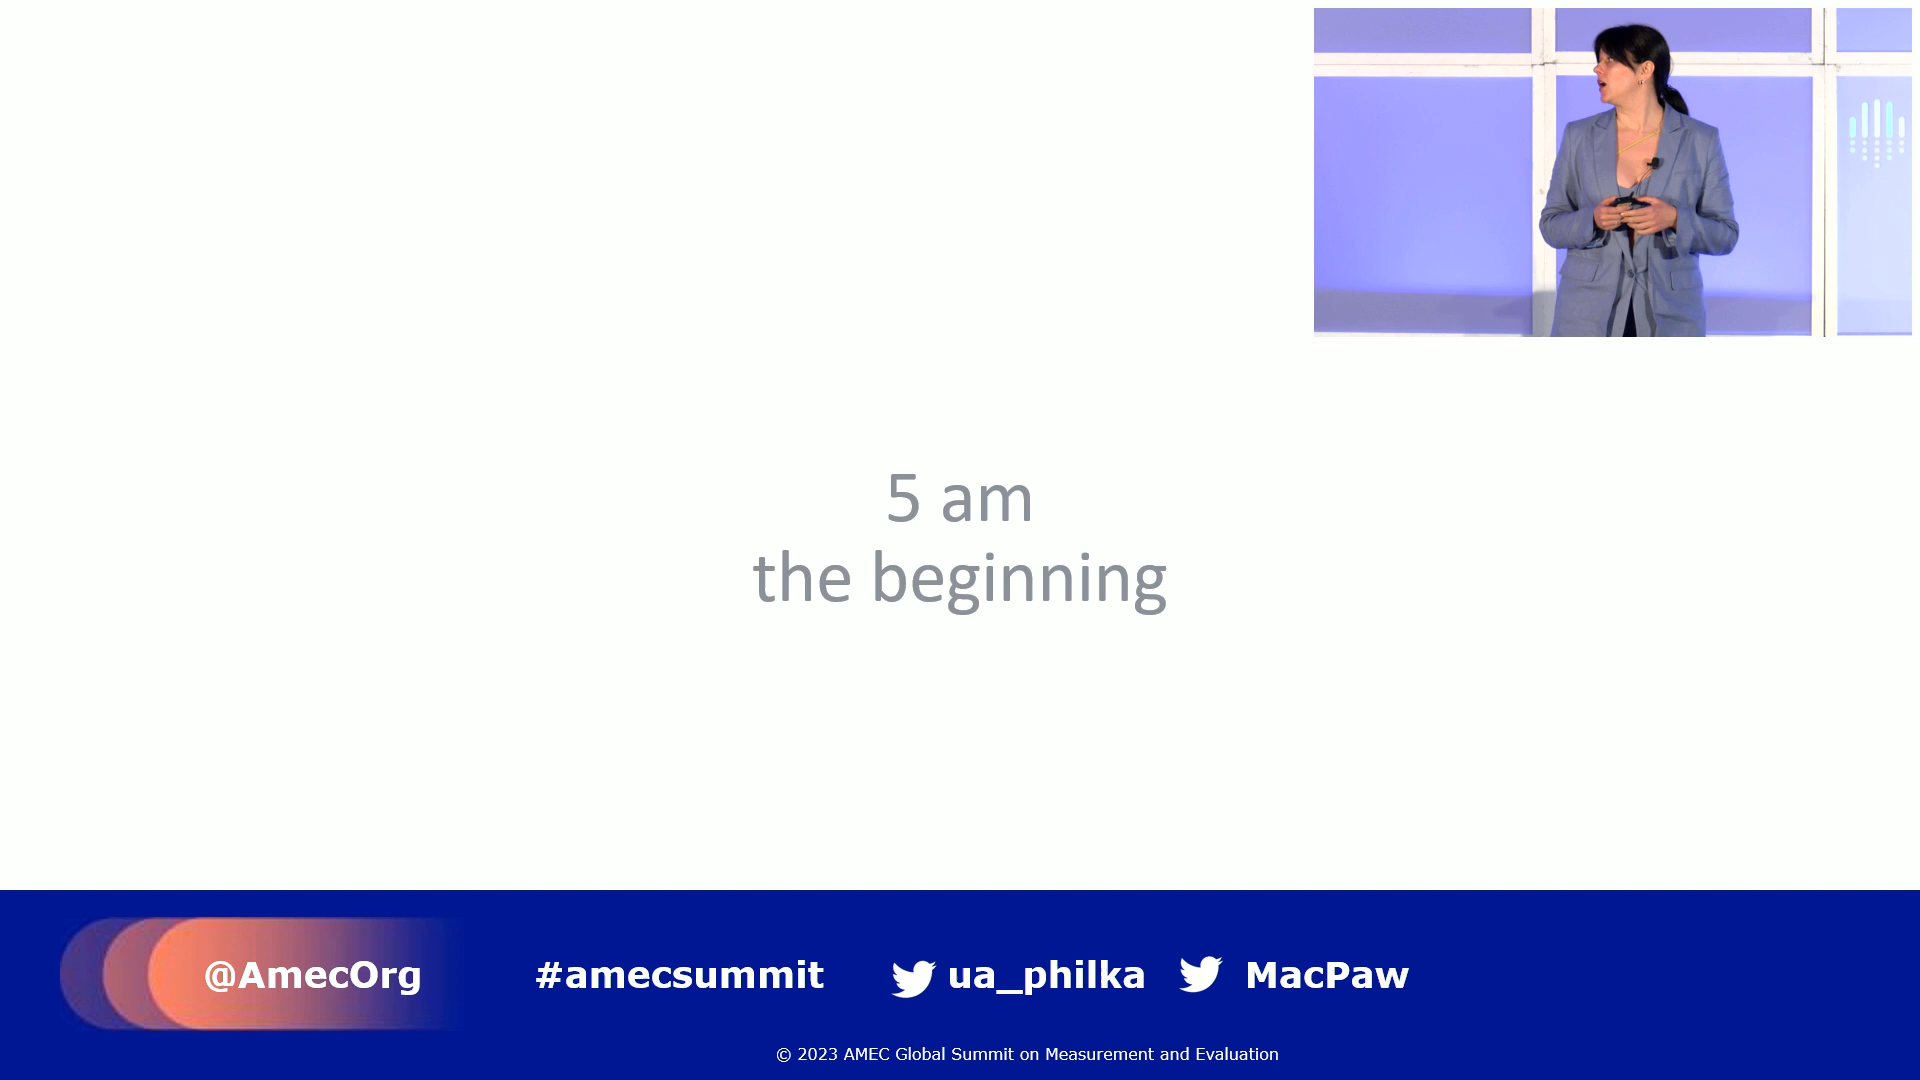 5 am
the beginning
@AmecOrg
#amecsummit
ua_philka
MacPaw
© 2023 AMEC Global Summit on Measurement and Evaluation